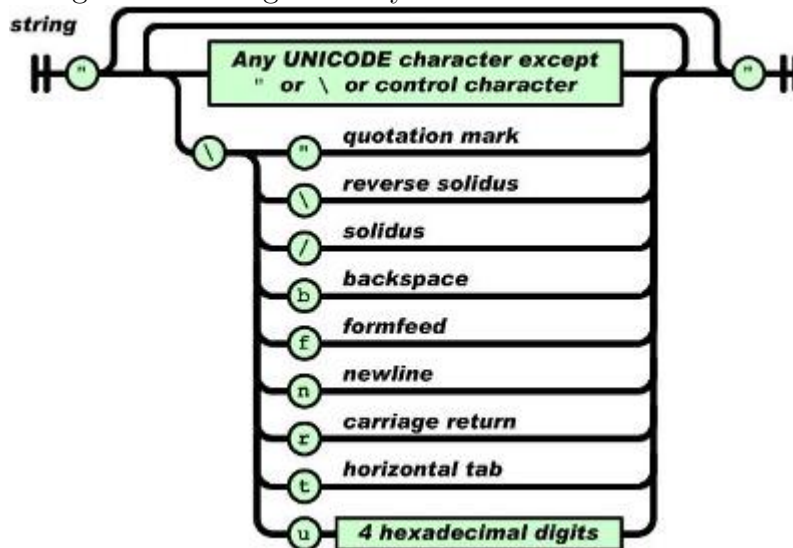 string
"
Any UNICODE character except
" or \ or control character
"
\
" quotation mark
\ reverse solidus
/ solidus
b backspace
f formfeed
n newline
r carriage return
t horizontal tab
u 4 hexadecimal digits